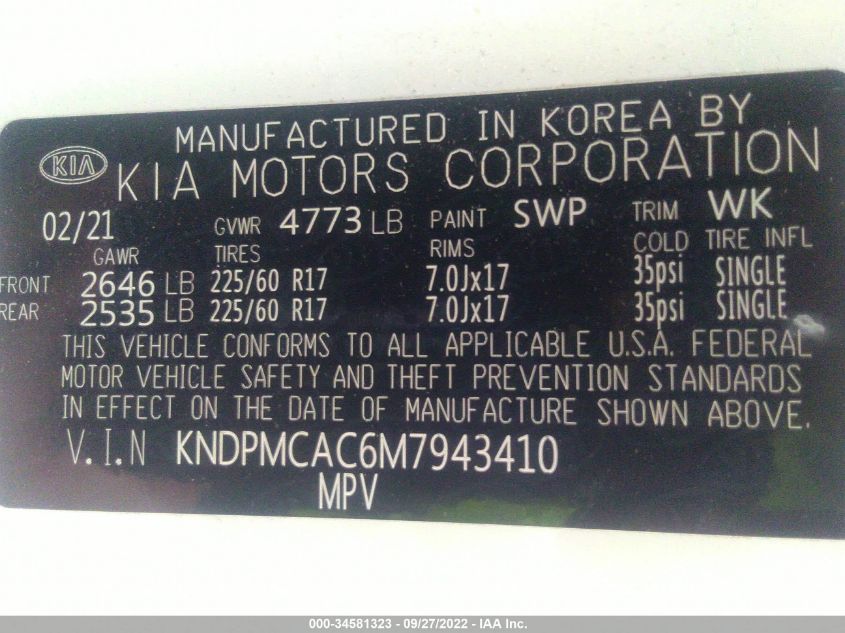 MANUFACTURED IN KOREA BY
KIA KIA MOTORS CORPORATION
02/21 GVWR 4773 LB PAINT SWP TRIM WK
GAWR TIRES RIMS COLD TIRE INFL
FRONT 2646 LB 225/60 R17 7.0Jx17 35psi SINGLE
REAR 2535 LB 225/60 R17 7.0Jx17 35psi SINGLE
THIS VEHICLE CONFORMS TO ALL APPLICABLE U.S.A. FEDERAL
MOTOR VEHICLE SAFETY AND THEFT PREVENTION STANDARDS
IN EFFECT ON THE DATE OF MANUFACTURE SHOWN ABOVE.
V.I.N KNDPMCAC6M7943410
MPV
000-34581323 - 09/27/2022 - IAA Inc.